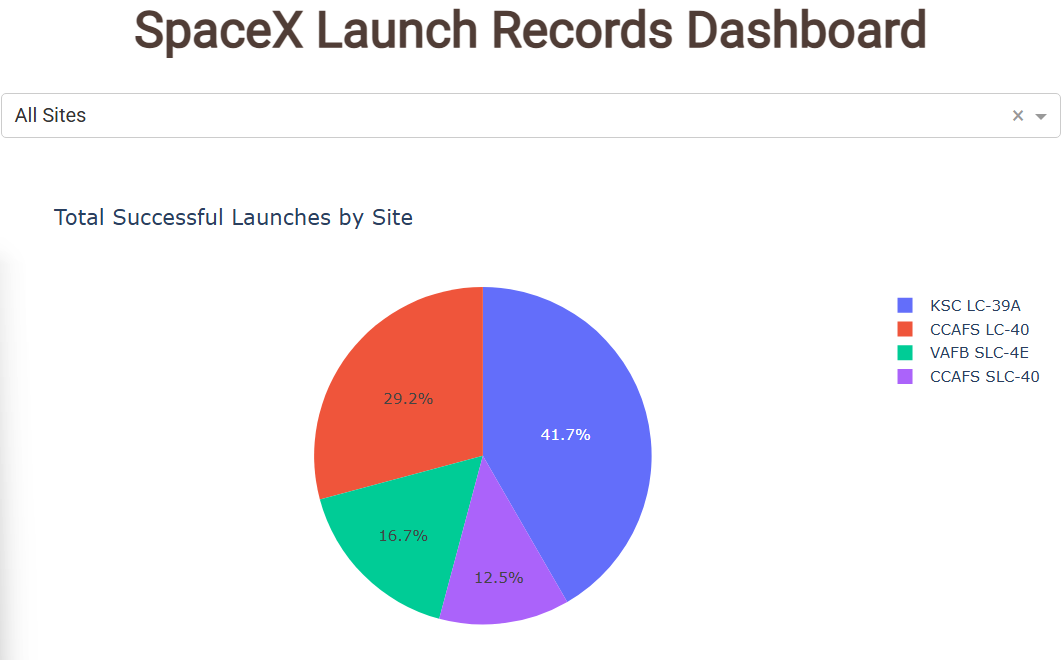 SpaceX Launch Records Dashboard
All Sites
Total Successful Launches by Site
KSC LC-39A
CCAFS LC-40
VAFB SLC-4E
CCAFS SLC-40
29.2%
41.7%
16.7%
12.5%